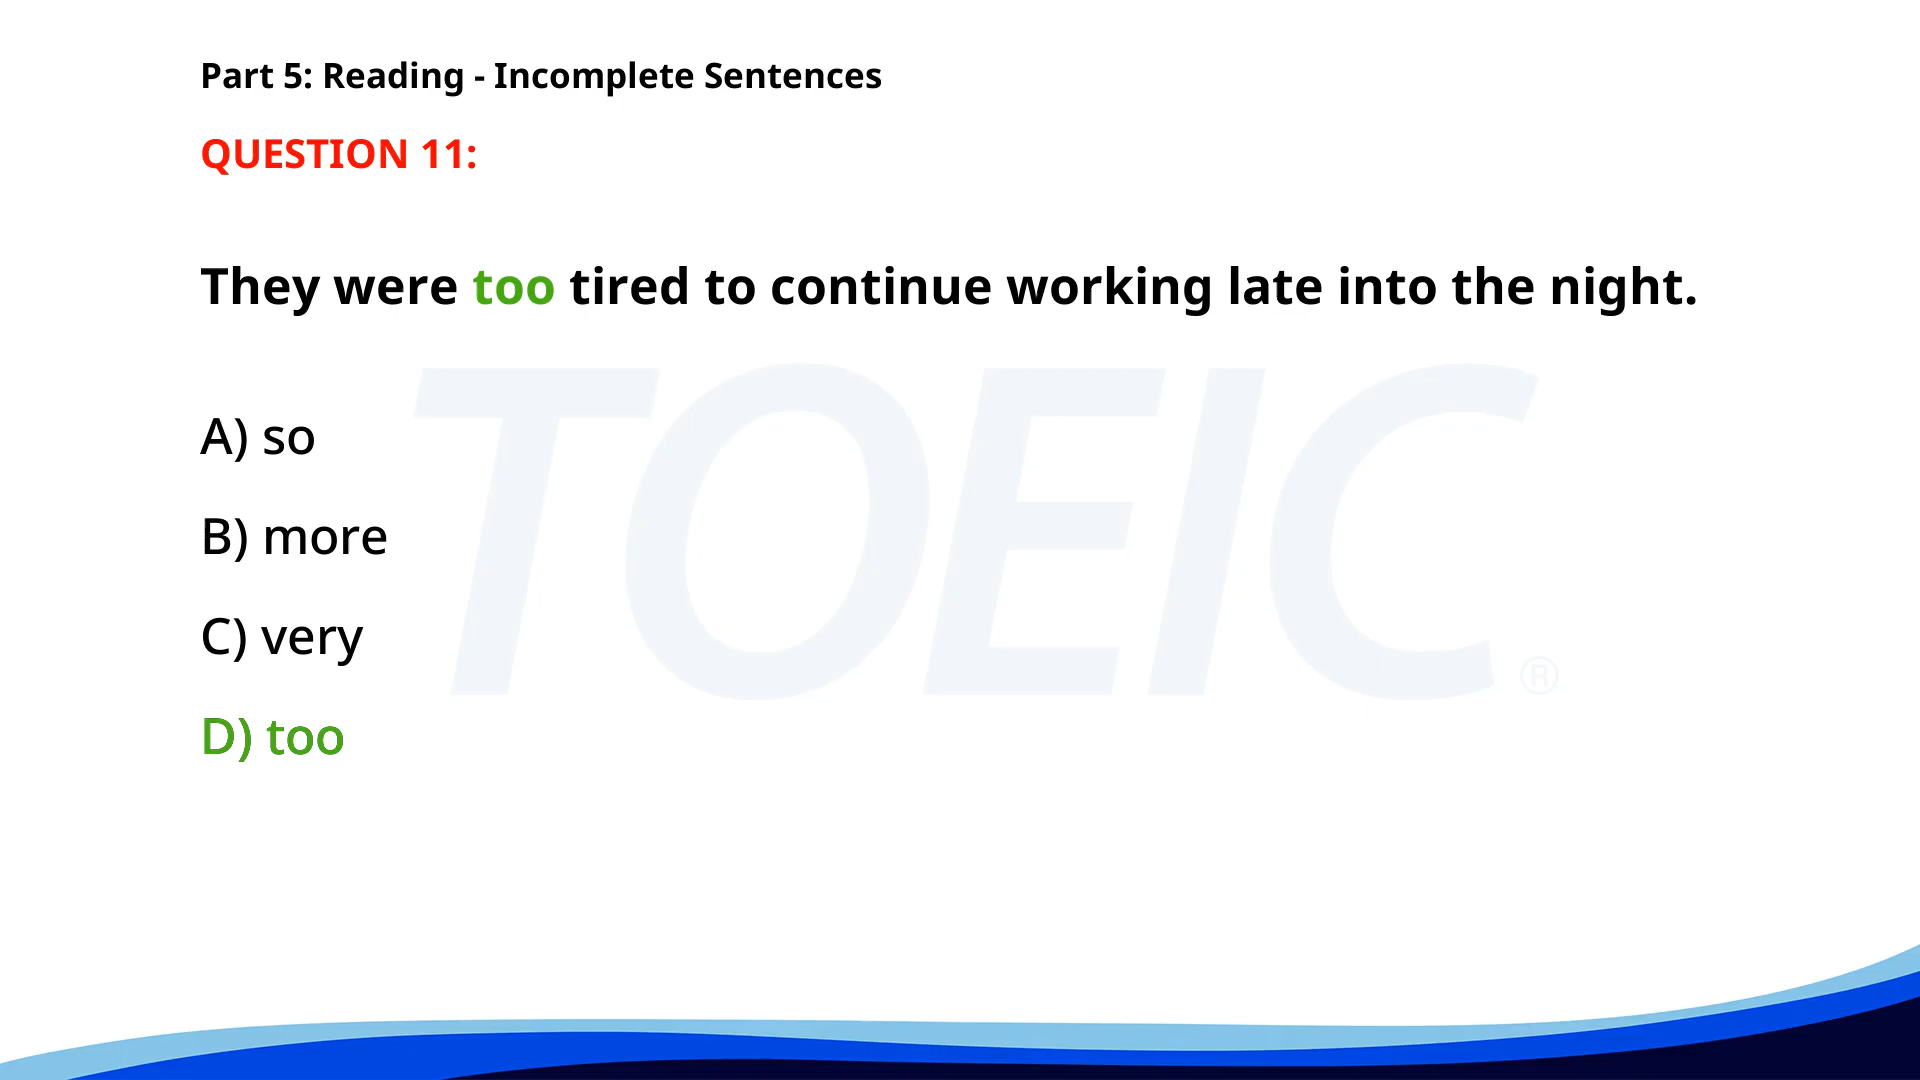 Part 5: Reading - Incomplete Sentences
QUESTION 11:
They were too tired to continue working late into the night.
TOEIC®
A) so
B) more
C) very
D) too